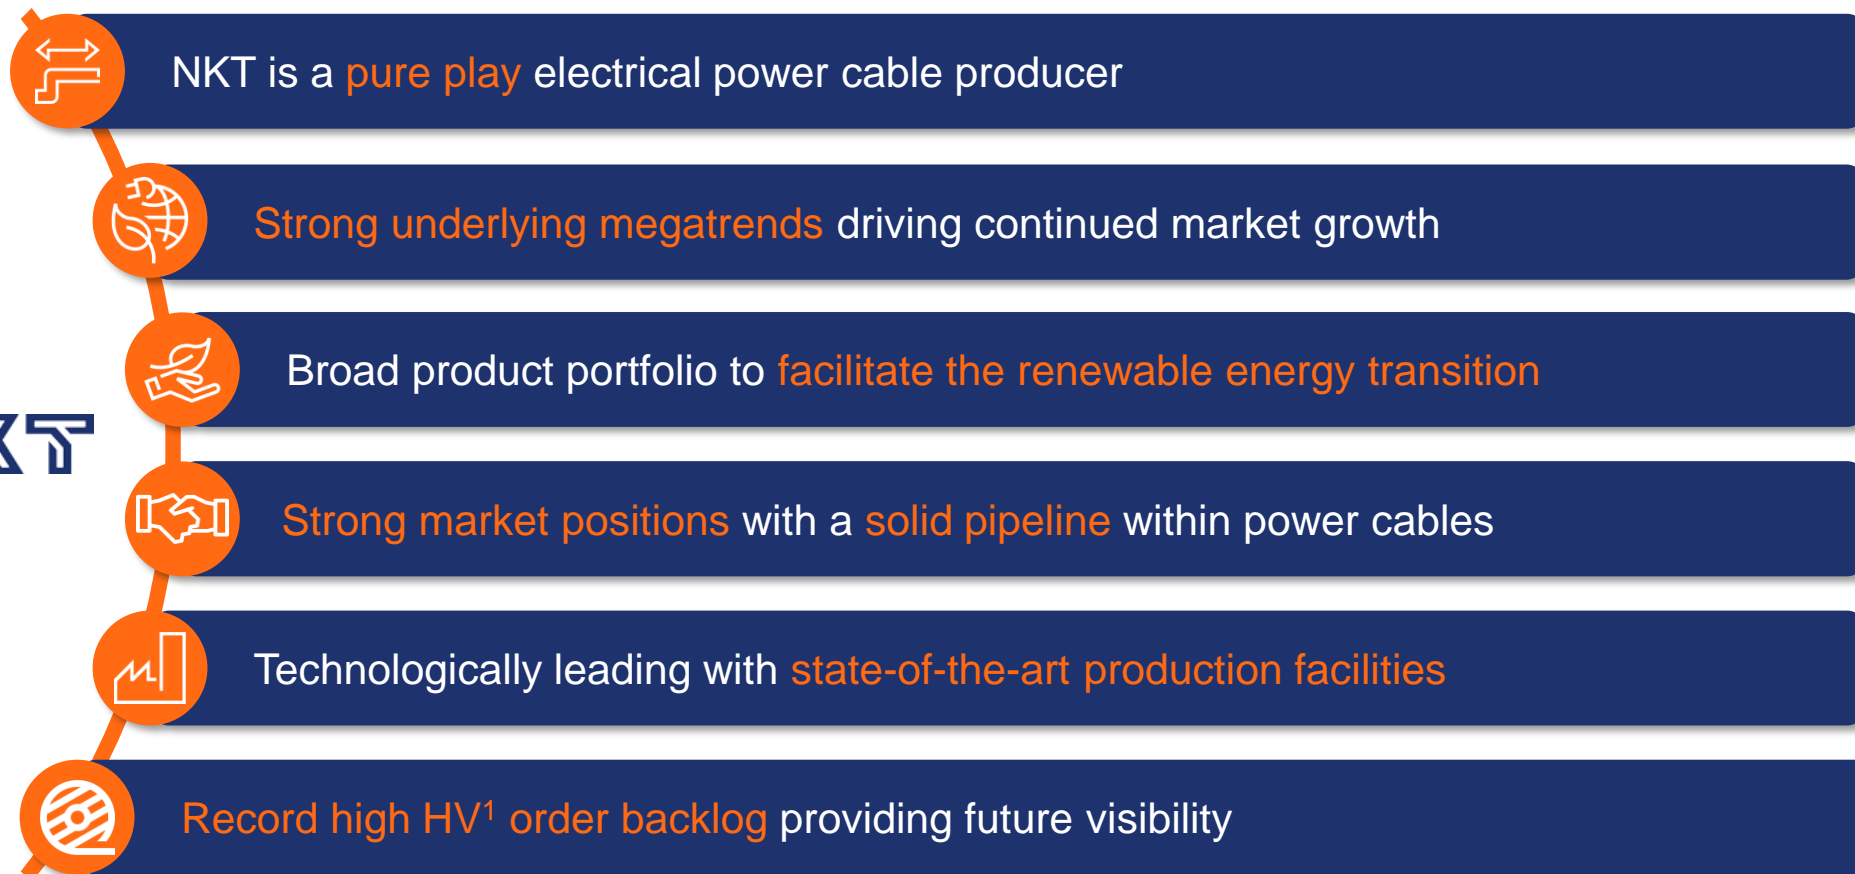 NKT is a pure play electrical power cable producer
Strong underlying megatrends driving continued market growth
Broad product portfolio to facilitate the renewable energy transition
KT
Strong market positions with a solid pipeline within power cables
Technologically leading with state-of-the-art production facilities
Record high HV¹ order backlog providing future visibility